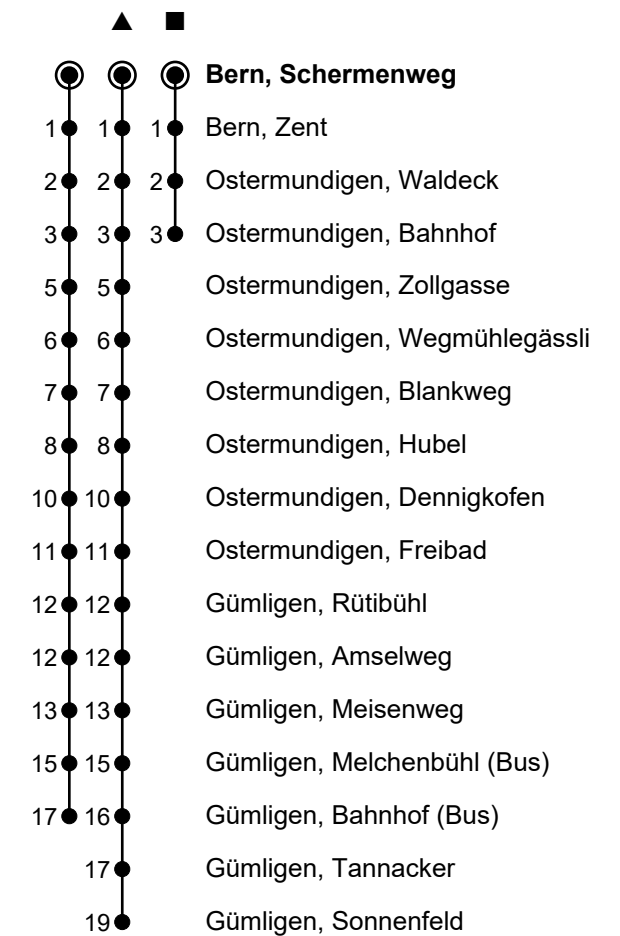 ▲ ■
Bern, Schermenweg
1 1 1 Bern, Zent
2 2 2 Ostermundigen, Waldeck
3 3 3 Ostermundigen, Bahnhof
5 5 Ostermundigen, Zollgasse
6 6 Ostermundigen, Wegmühlegässli
7 7 Ostermundigen, Blankweg
8 8 Ostermundigen, Hubel
10 10 Ostermundigen, Dennigkofen
11 11 Ostermundigen, Freibad
12 12 Gümligen, Rütibühl
12 12 Gümligen, Amselweg
13 13 Gümligen, Meisenweg
15 15 Gümligen, Melchenbühl (Bus)
17 16 Gümligen, Bahnhof (Bus)
17 Gümligen, Tannacker
19 Gümligen, Sonnenfeld